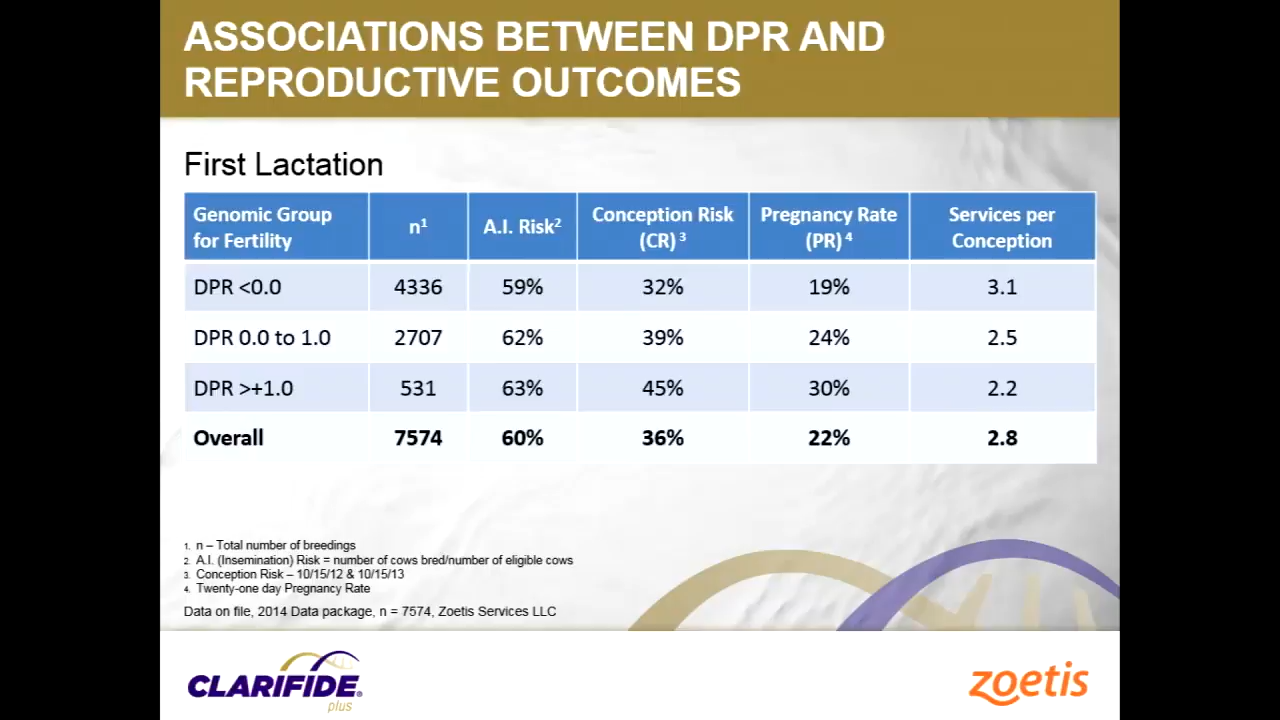 ASSOCIATIONS BETWEEN DPR AND
REPRODUCTIVE OUTCOMES
First Lactation
Genomic Group for Fertility n¹ A.I. Risk² Conception Risk (CR) ³ Pregnancy Rate (PR) ⁴ Services per Conception
DPR <0.0 4336 59% 32% 19% 3.1
DPR 0.0 to 1.0 2707 62% 39% 24% 2.5
DPR >+1.0 531 63% 45% 30% 2.2
Overall 7574 60% 36% 22% 2.8
1. n – Total number of breedings
2. A.I. (Insemination) Risk = number of cows bred/number of eligible cows
3. Conception Risk – 10/15/12 & 10/15/13
4. Twenty-one day Pregnancy Rate
Data on file, 2014 Data package, n = 7574, Zoetis Services LLC
CLARIFIDE®
plus
zoetis